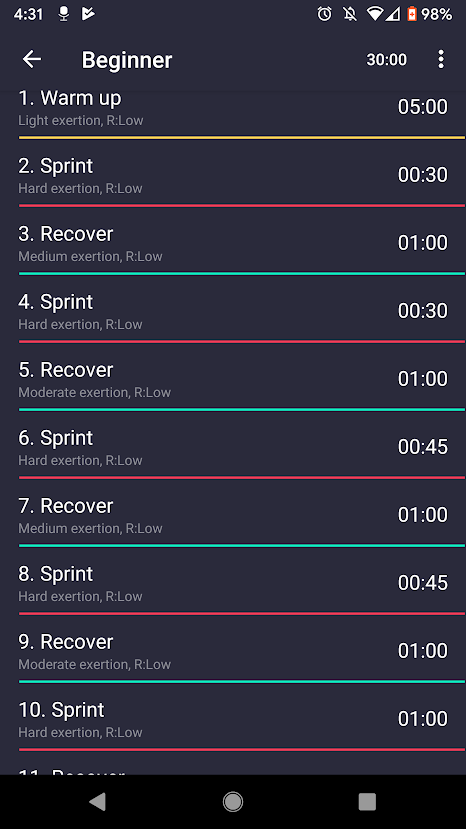 4:31
98%
Beginner
30:00
1. Warm up
05:00
Light exertion, R:Low
2. Sprint
00:30
Hard exertion, R:Low
3. Recover
01:00
Medium exertion, R:Low
4. Sprint
00:30
Hard exertion, R:Low
5. Recover
01:00
Moderate exertion, R:Low
6. Sprint
00:45
Hard exertion, R:Low
7. Recover
01:00
Medium exertion, R:Low
8. Sprint
00:45
Hard exertion, R:Low
9. Recover
01:00
Moderate exertion, R:Low
10. Sprint
01:00
Hard exertion, R:Low
11. Recover